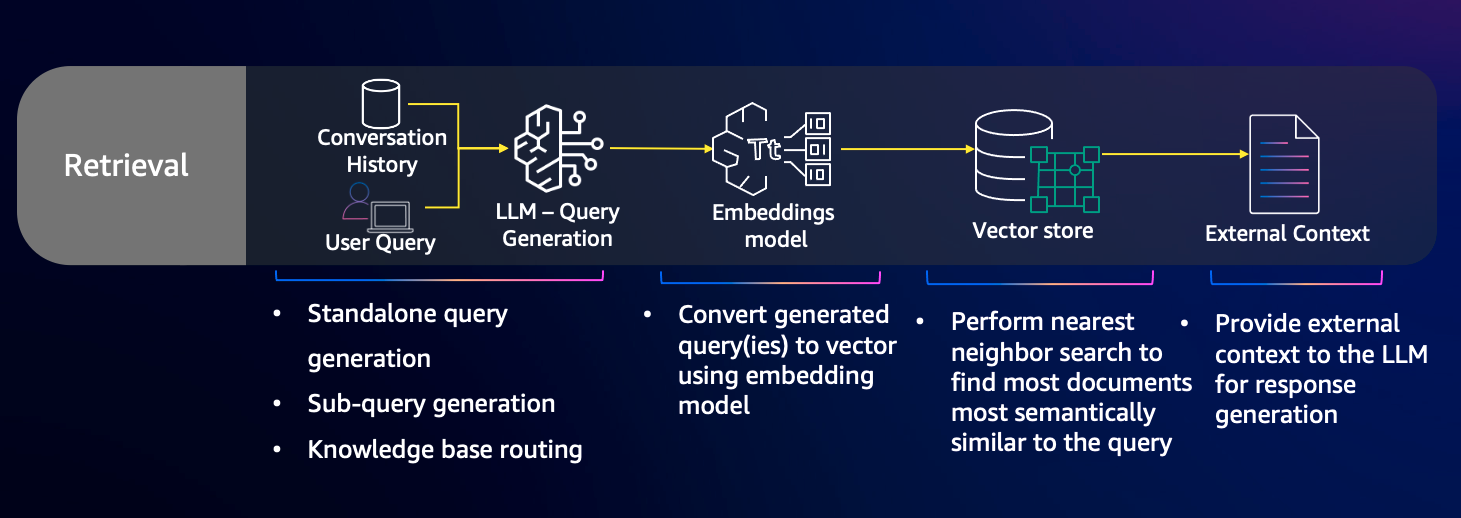 Retrieval
Conversation
History
User Query
LLM – Query
Generation
Tt
Embeddings
model
Vector store
External Context
• Standalone query
generation
• Sub-query generation
• Knowledge base routing
• Convert generated
query(ies) to vector
using embedding
model
• Perform nearest
neighbor search to
find most documents
most semantically
similar to the query
• Provide external
context to the LLM
for response
generation